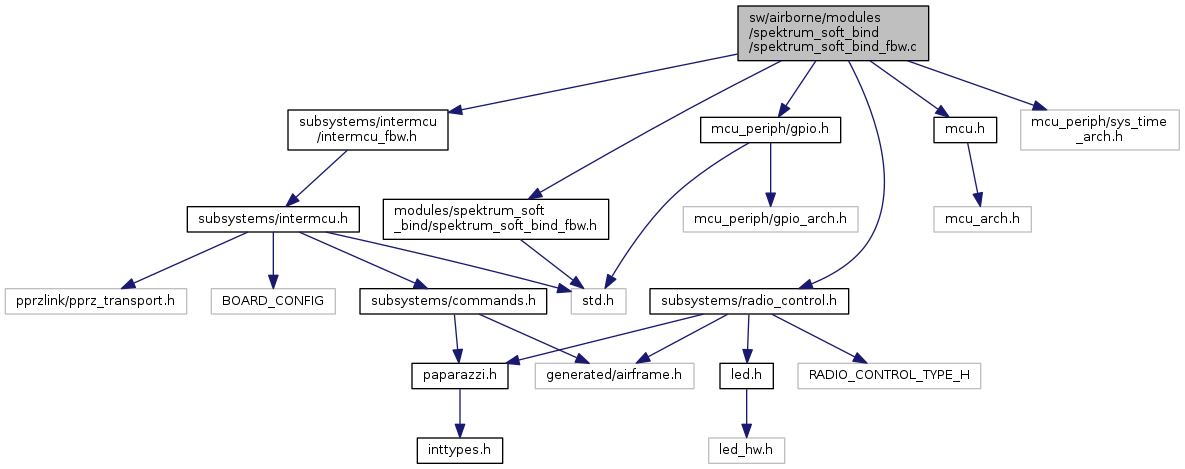 sw/airborne/modules
/spektrum_soft_bind
/spektrum_soft_bind_fbw.c
subsystems/intermcu
/intermcu_fbw.h
mcu_periph/gpio.h
mcu.h
mcu_periph/sys_time
_arch.h
subsystems/intermcu.h
modules/spektrum_soft
_bind/spektrum_soft_bind_fbw.h
mcu_periph/gpio_arch.h
mcu_arch.h
pprzlink/pprz_transport.h
BOARD_CONFIG
subsystems/commands.h
std.h
subsystems/radio_control.h
paparazzi.h
generated/airframe.h
led.h
RADIO_CONTROL_TYPE_H
inttypes.h
led_hw.h